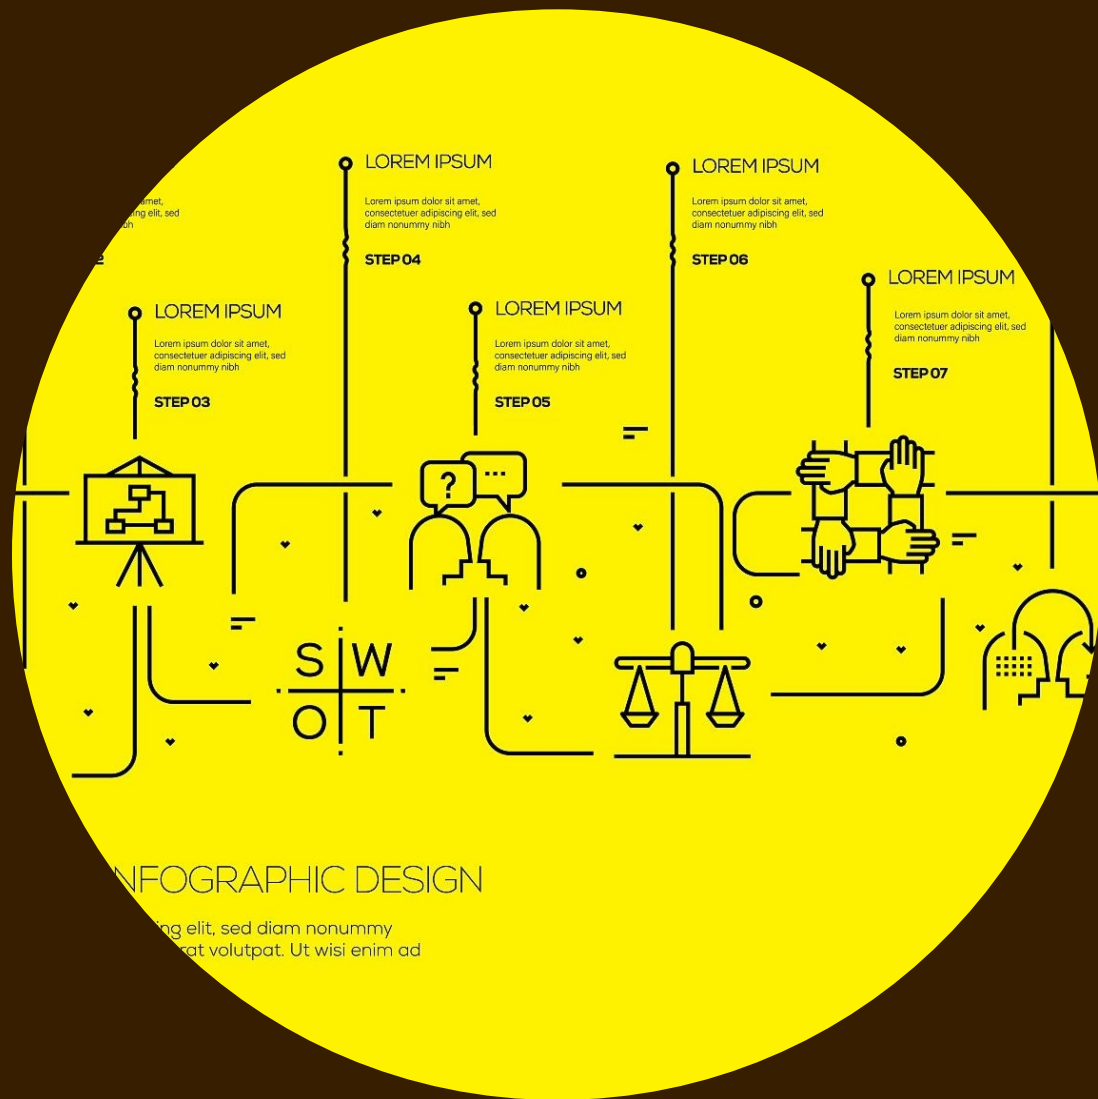 LOREM IPSUM
Lorem ipsum dolor sit amet,
consectetuer adipiscing elit, sed
diam nonummy nibh
STEP 04
LOREM IPSUM
Lorem ipsum dolor sit amet,
consectetuer adipiscing elit, sed
diam nonummy nibh
STEP 06
elit, sed
LOREM IPSUM
Lorem ipsum dolor sit amet,
consectetuer adipiscing elit, sed
diam nonummy nibh
STEP 03
LOREM IPSUM
Lorem ipsum dolor sit amet,
consectetuer adipiscing elit, sed
diam nonummy nibh
STEP 05
LOREM IPSUM
Lorem ipsum dolor sit amet,
consectetuer adipiscing elit, sed
diam nonummy nibh
STEP 07
?
...
S W
O T
NFOGRAPHIC DESIGN
ing elit, sed diam nonummy
rat volutpat. Ut wisi enim ad